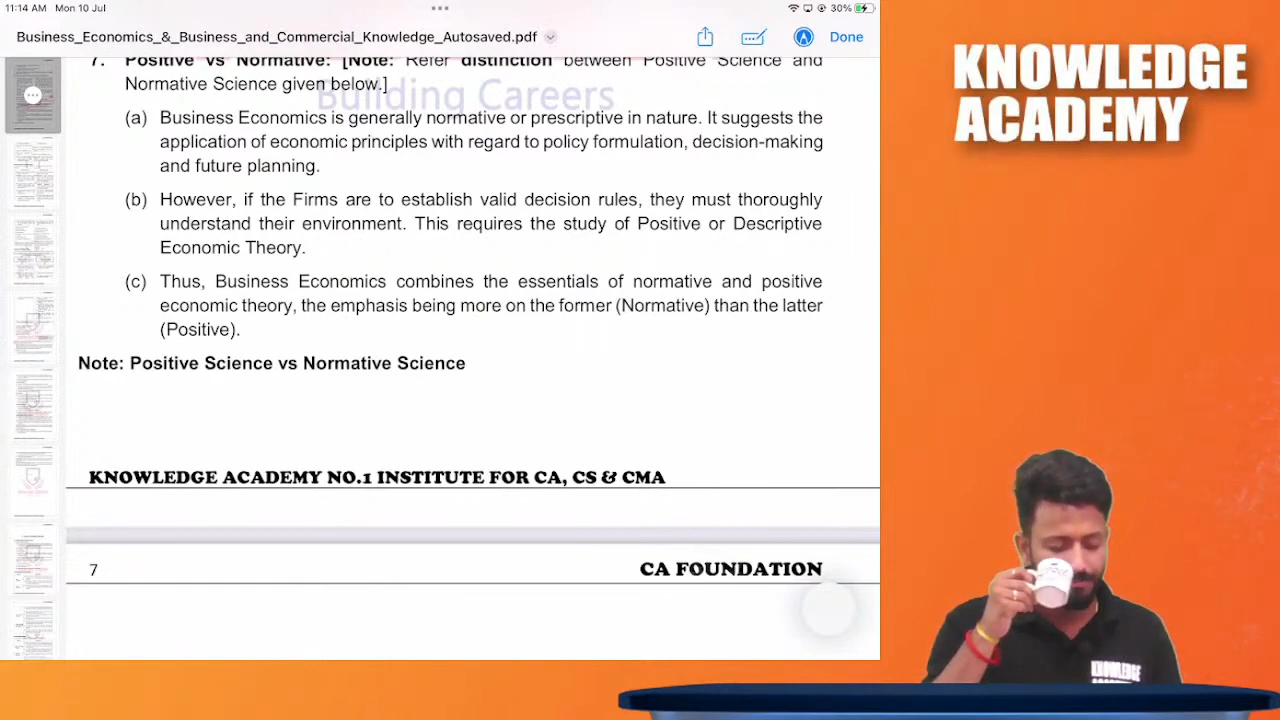 11:14 AM Mon 10 Jul
30%
Business_Economics_&_Business_and_Commercial_Knowledge_Autosaved.pdf
Done
7. Positive vs Normative: [Note: Refer distinction between Positive Science and
Normative Science given below.]
Building Careers
(a) Business Economics is generally normative or prescriptive in nature. It suggests the
application of economic principles with regard to policy formulation, decision-making
and future planning.
(b) However, if the Firms are to establish valid decision rules, they must thoroughly
understand their environment. This requires the study of Positive or Descriptive
Economic Theory.
(c) Thus, Business Economics combines the essentials of normative and positive
economic theory, the emphasis being more on the former (Normative) than the latter
(Positive).
Note: Positive Science vs Normative Science
KNOWLEDGE ACADEMY NO.1 INSTITUTE FOR CA, CS & CMA
7 CA FOUNDATION
KNOWLEDGE
ACADEMY
KNOWLEDGE